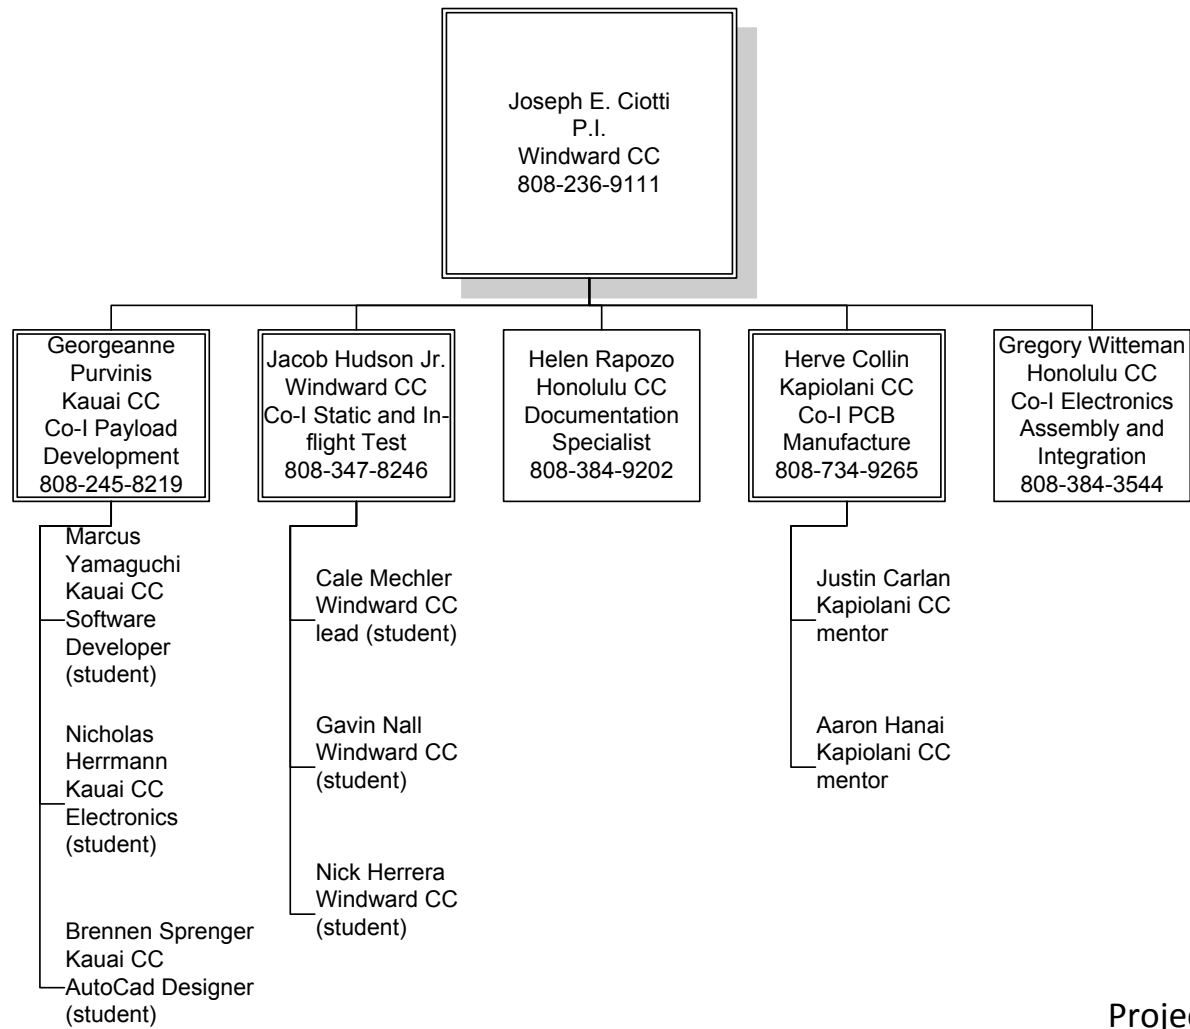 Joseph E. Ciotti
P.I.
Windward CC
808-236-9111
Georgeanne
Purvinis
Kauai CC
Co-I Payload
Development
808-245-8219
Jacob Hudson Jr.
Windward CC
Co-I Static and In-
flight Test
808-347-8246
Helen Rapozo
Honolulu CC
Documentation
Specialist
808-384-9202
Herve Collin
Kapiolani CC
Co-I PCB
Manufacture
808-734-9265
Gregory Witteman
Honolulu CC
Co-I Electronics
Assembly and
Integration
808-384-3544
Marcus
Yamaguchi
Kauai CC
Software
Developer
(student)
Nicholas
Herrmann
Kauai CC
Electronics
(student)
Brennen Sprenger
Kauai CC
AutoCad Designer
(student)
Cale Mechler
Windward CC
lead (student)
Gavin Nall
Windward CC
(student)
Nick Herrera
Windward CC
(student)
Justin Carlan
Kapiolani CC
mentor
Aaron Hanai
Kapiolani CC
mentor